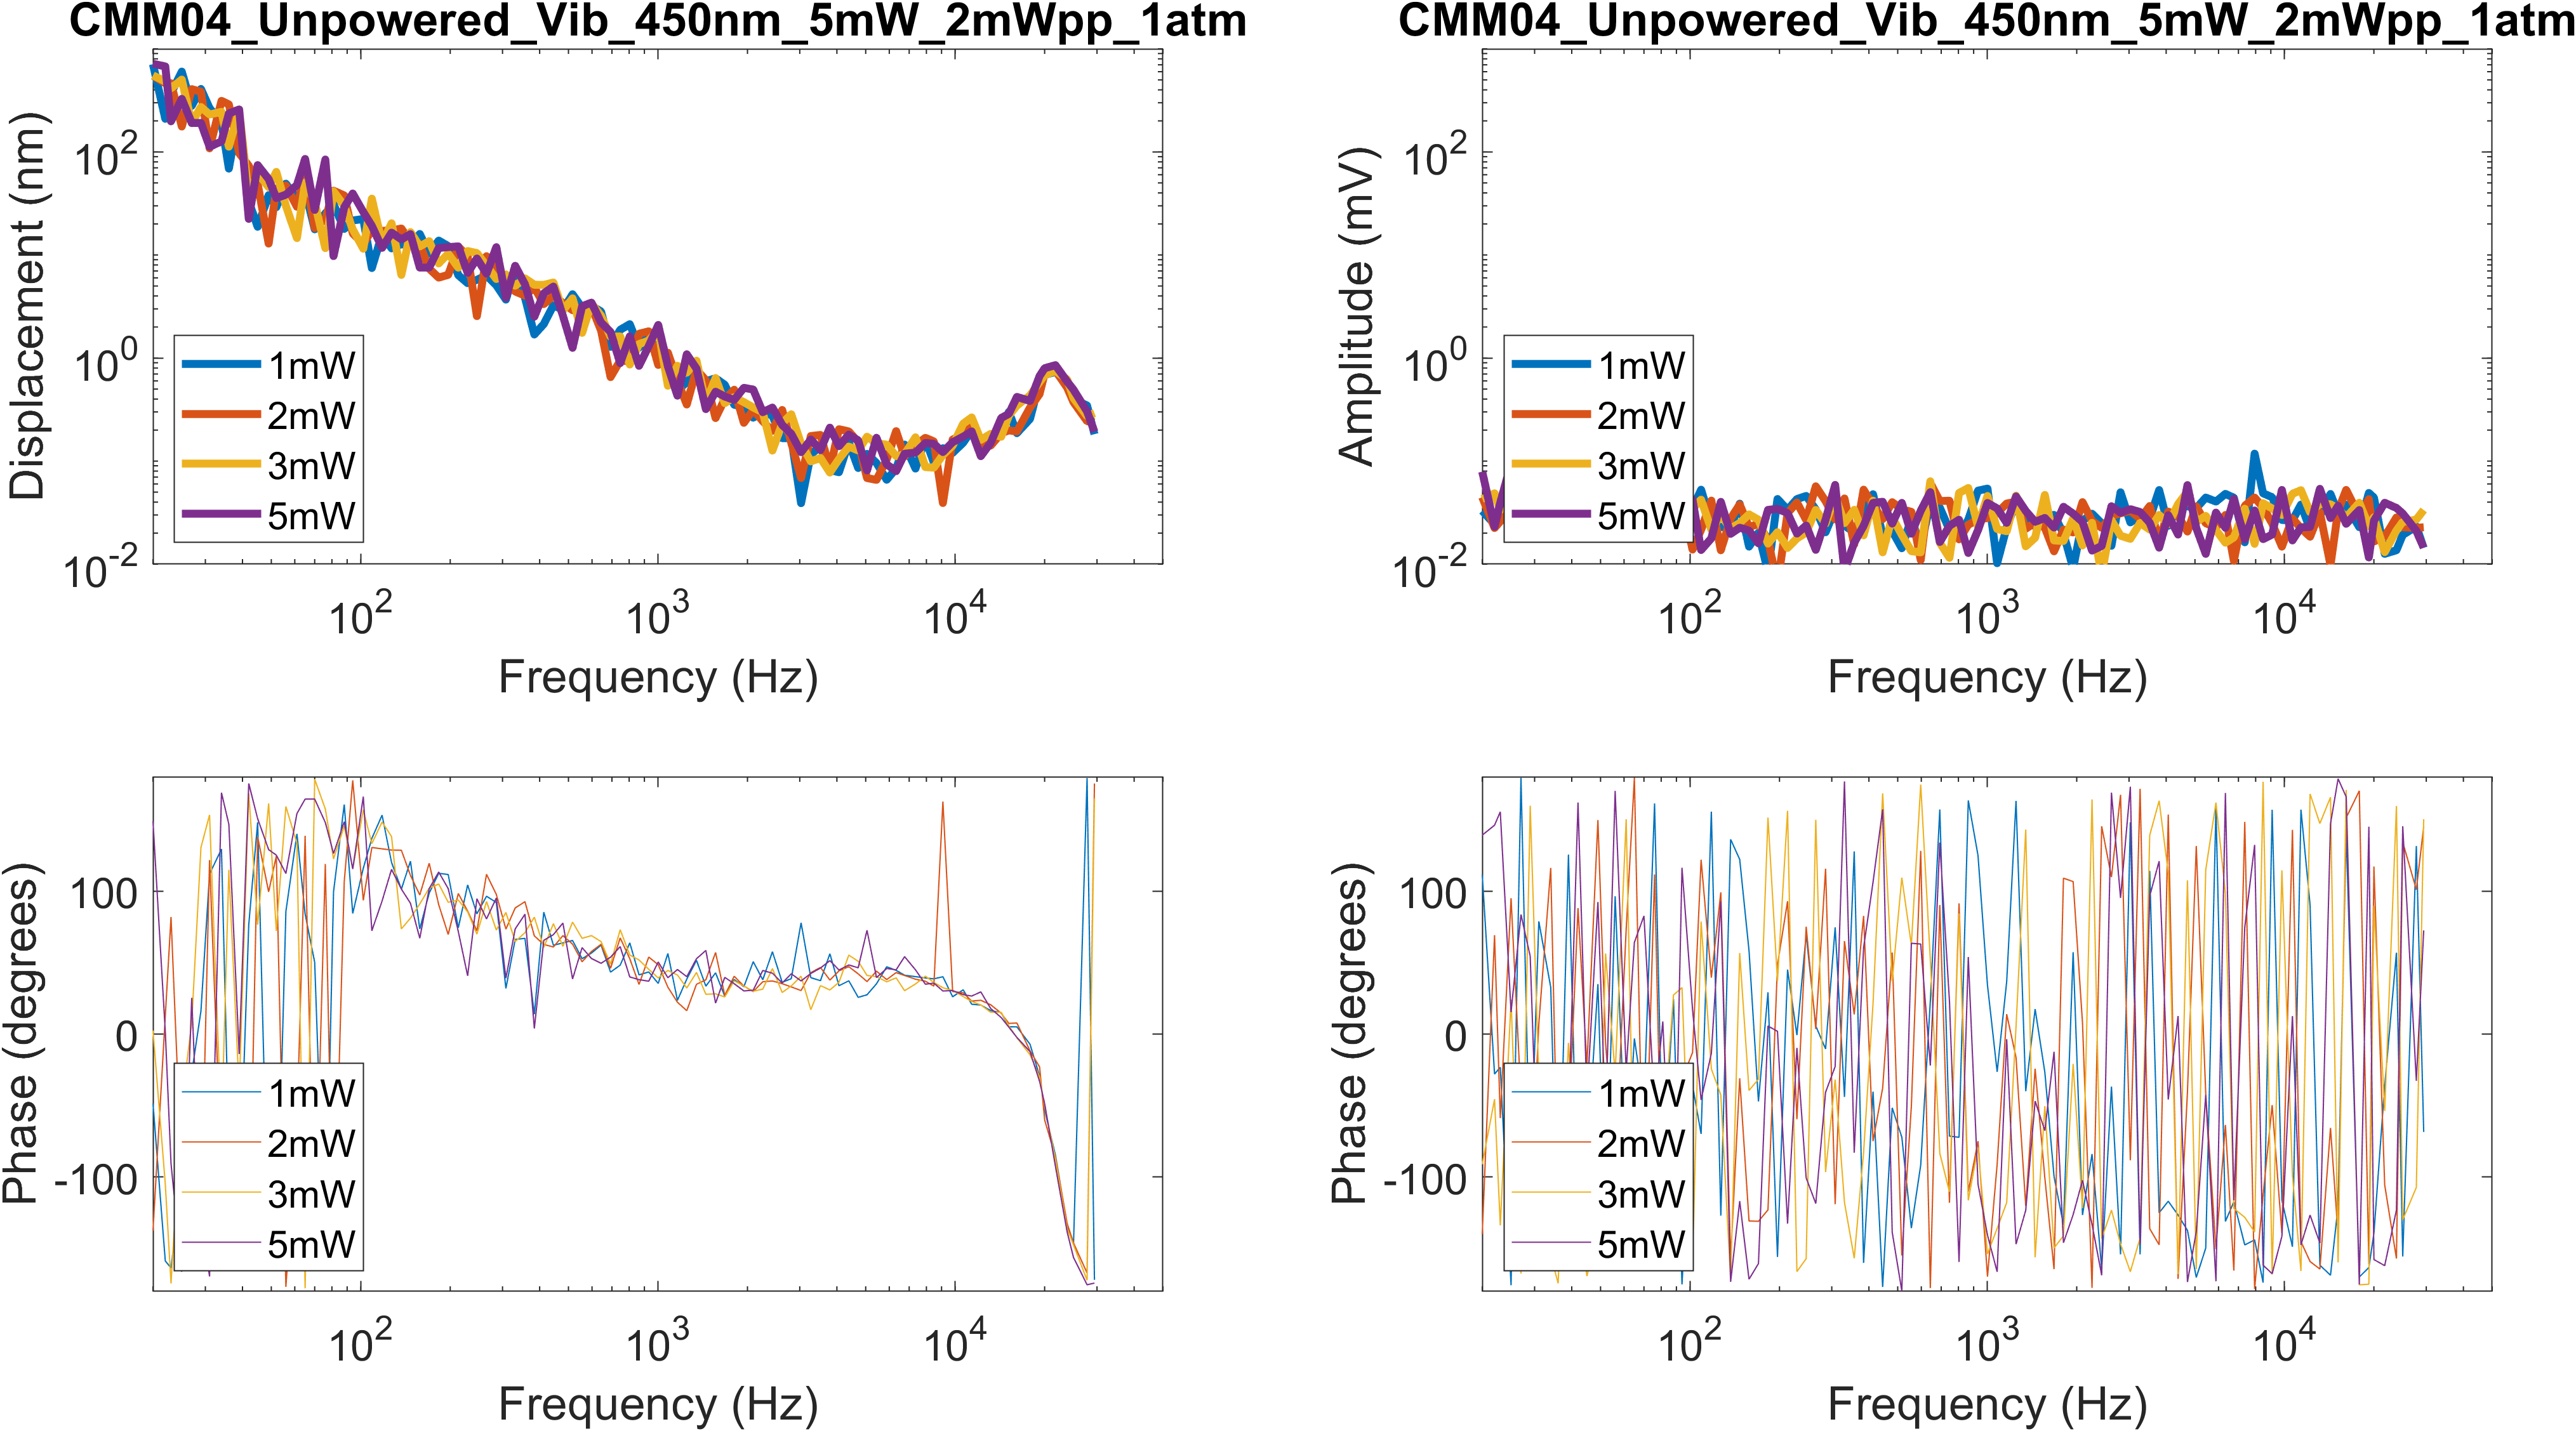 CMM04_Unpowered_Vib_450nm_5mW_2mWpp_1atm
Displacement (nm)
10^2
10^0
10^-2
1mW
2mW
3mW
5mW
10^2 10^3 10^4
Frequency (Hz)
CMM04_Unpowered_Vib_450nm_5mW_2mWpp_1atm
Amplitude (mV)
10^2
10^0
10^-2
1mW
2mW
3mW
5mW
10^2 10^3 10^4
Frequency (Hz)
Phase (degrees)
100
0
-100
1mW
2mW
3mW
5mW
10^2 10^3 10^4
Frequency (Hz)
Phase (degrees)
100
0
-100
1mW
2mW
3mW
5mW
10^2 10^3 10^4
Frequency (Hz)